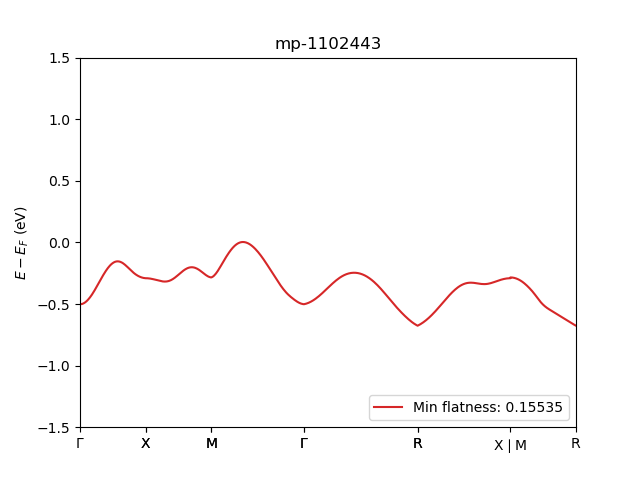 mp-1102443
E − E_F (eV)
1.5
1.0
0.5
0.0
−0.5
−1.0
−1.5
Min flatness: 0.15535
Γ X M Γ R X | M R